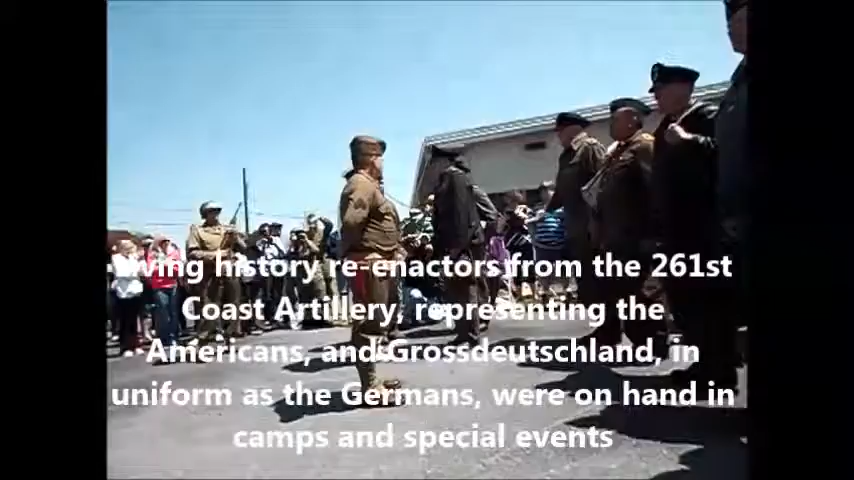 Living history re-enactors from the 261st
Coast Artillery, representing the
Americans, and Grossdeutschland, in
uniform as the Germans, were on hand in
camps and special events